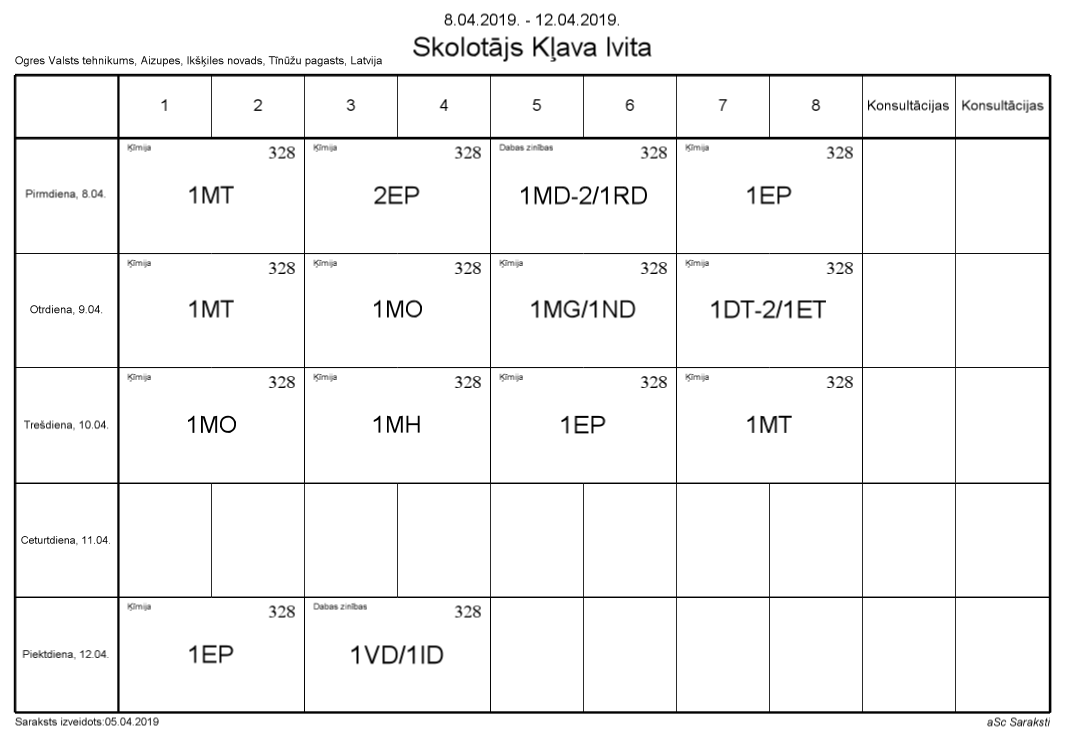 8.04.2019. - 12.04.2019.
Skolotājs Kļava Ivita
Ogres Valsts tehnikums, Aizupes, Ikšķiles novads, Tīnūžu pagasts, Latvija
1 2 3 4 5 6 7 8 Konsultācijas Konsultācijas
Ķīmija 328 Ķīmija 328 Dabas zinības 328 Ķīmija 328
Pirmdiena, 8.04. 1MT 2EP 1MD-2/1RD 1EP
Ķīmija 328 Ķīmija 328 Ķīmija 328 Ķīmija 328
Otrdiena, 9.04. 1MT 1MO 1MG/1ND 1DT-2/1ET
Ķīmija 328 Ķīmija 328 Ķīmija 328 Ķīmija 328
Trešdiena, 10.04. 1MO 1MH 1EP 1MT
Ceturtdiena, 11.04.
Ķīmija 328 Dabas zinības 328
Piektdiena, 12.04. 1EP 1VD/1ID
Saraksts izveidots:05.04.2019 aSc Saraksti